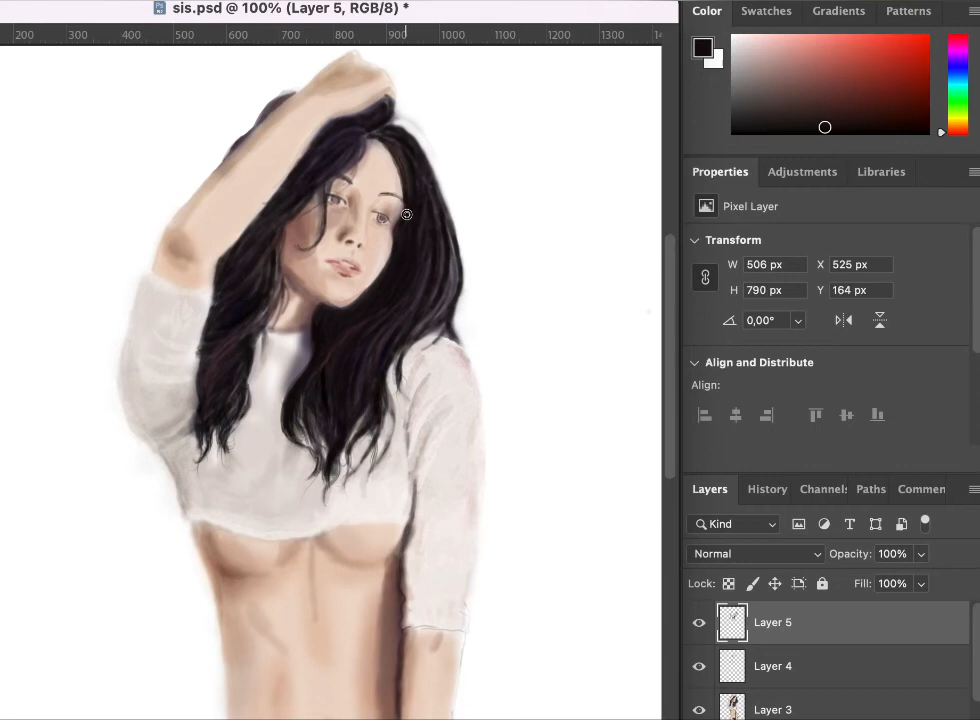 sis.psd @ 100% (Layer 5, RGB/8) *
200 300 400 500 600 700 800 900 1000 1100 1200 1300
Color Swatches Gradients Patterns
Properties Adjustments Libraries
Pixel Layer
Transform
W 506 px X 525 px
H 790 px Y 164 px
0,00°
Align and Distribute
Align:
Layers History Channels Paths Commen
Kind
Normal Opacity: 100%
Lock: Fill: 100%
Layer 5
Layer 4
Layer 3